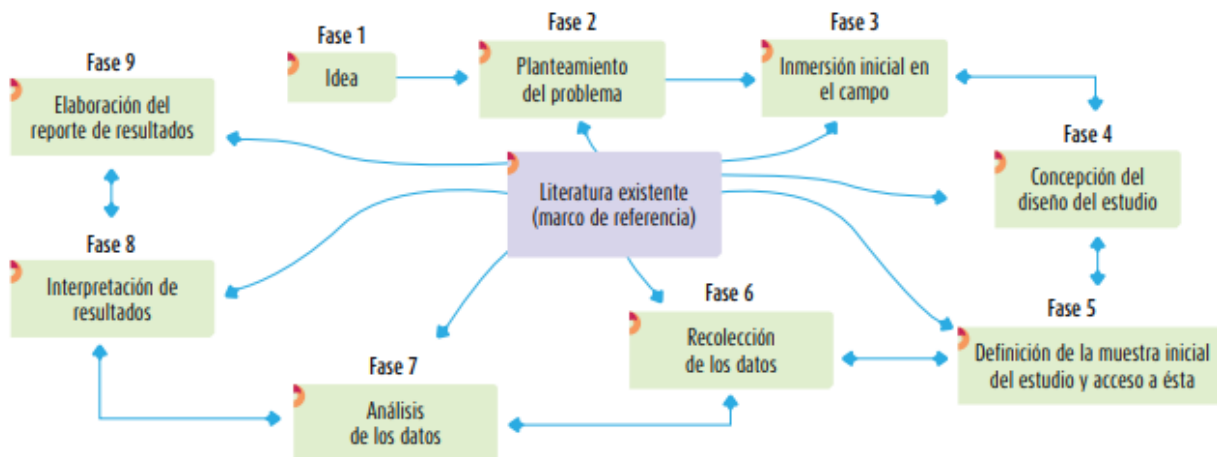 Fase 1
Idea
Fase 2
Planteamiento
del problema
Fase 3
Inmersión inicial en
el campo
Fase 4
Concepción del
diseño del estudio
Fase 5
Definición de la muestra inicial
del estudio y acceso a ésta
Fase 6
Recolección
de los datos
Fase 7
Análisis
de los datos
Fase 8
Interpretación de
resultados
Fase 9
Elaboración del
reporte de resultados
Literatura existente
(marco de referencia)